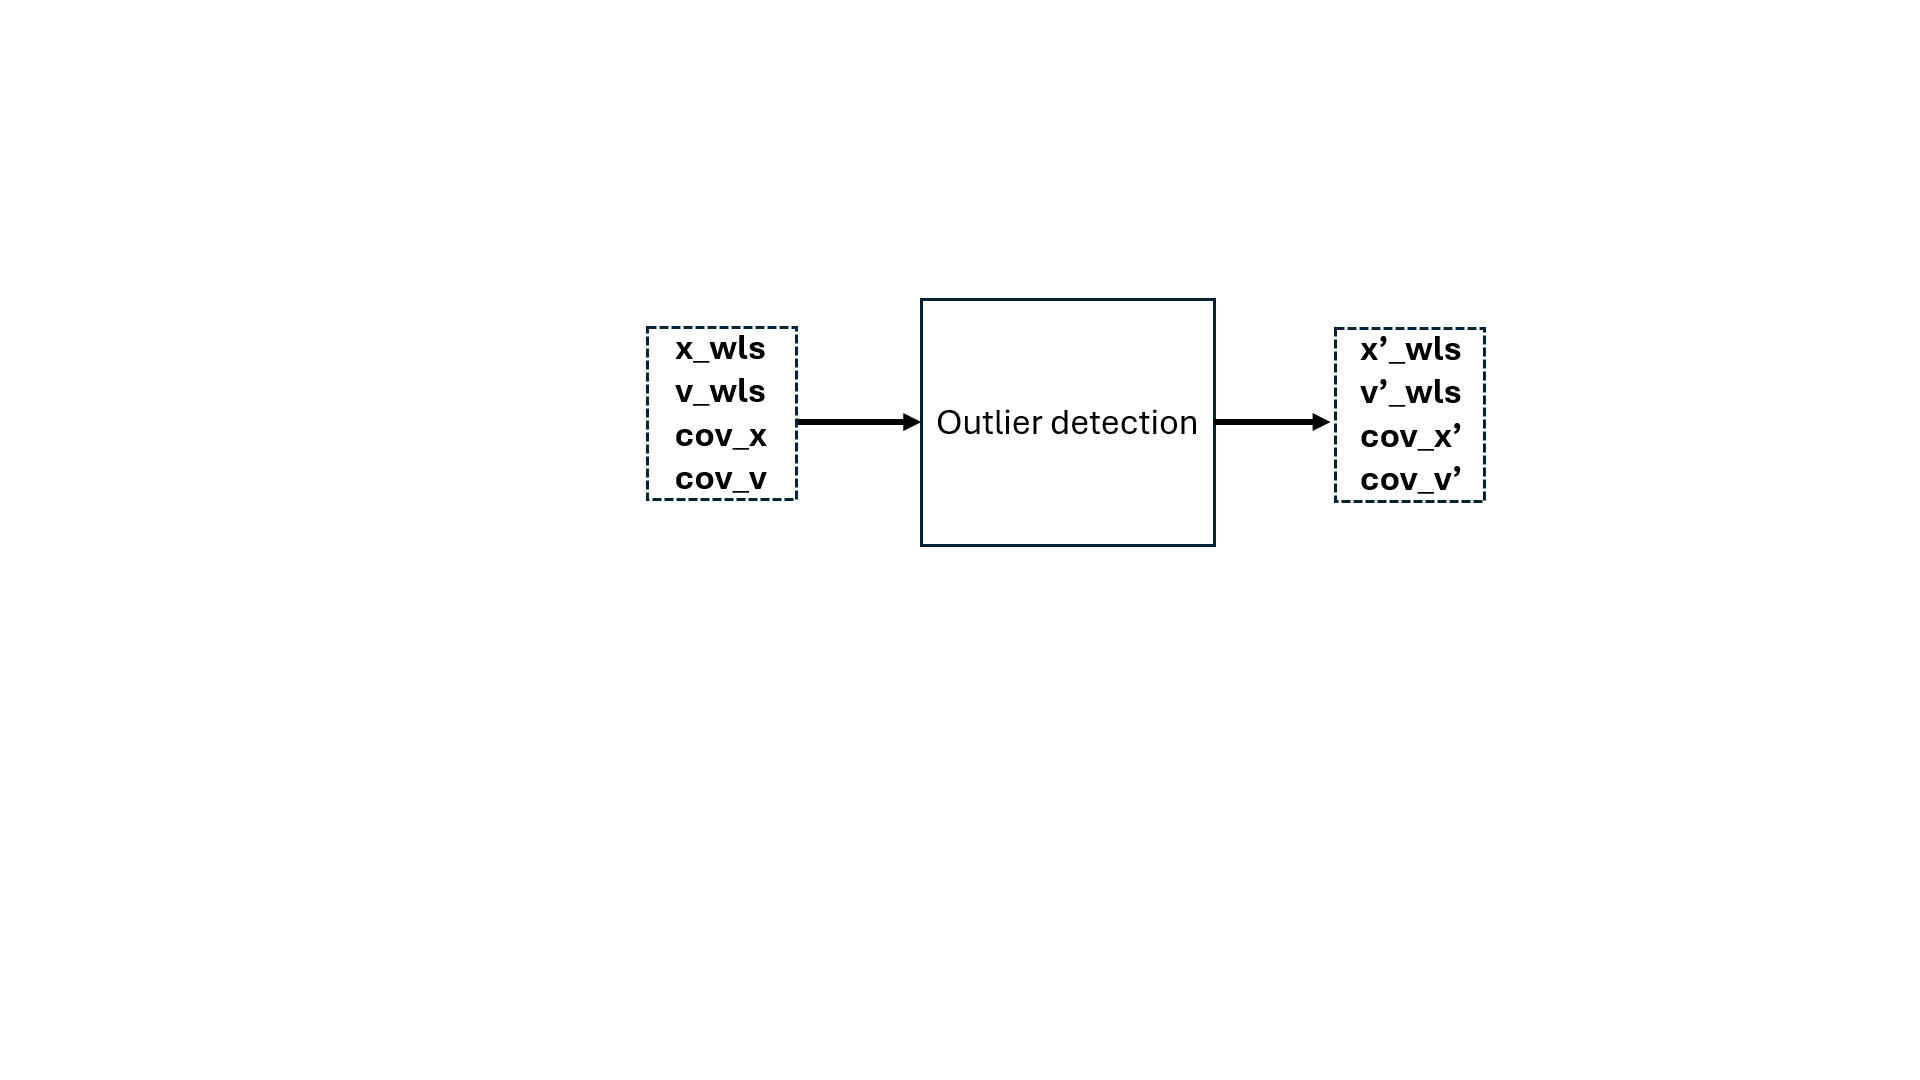 x_wls
v_wls
cov_x
cov_v
Outlier detection
x’_wls
v’_wls
cov_x’
cov_v’